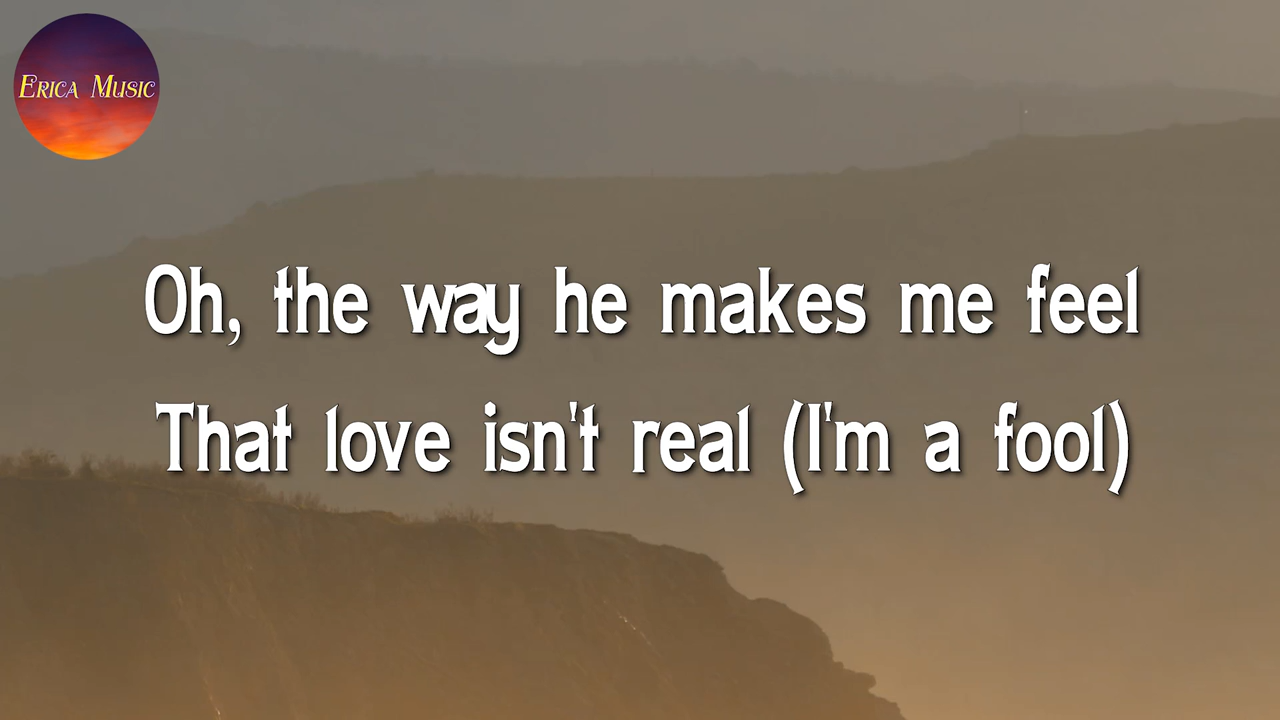 Erica Music
Oh, the way he makes me feel
That love isn't real (I'm a fool)